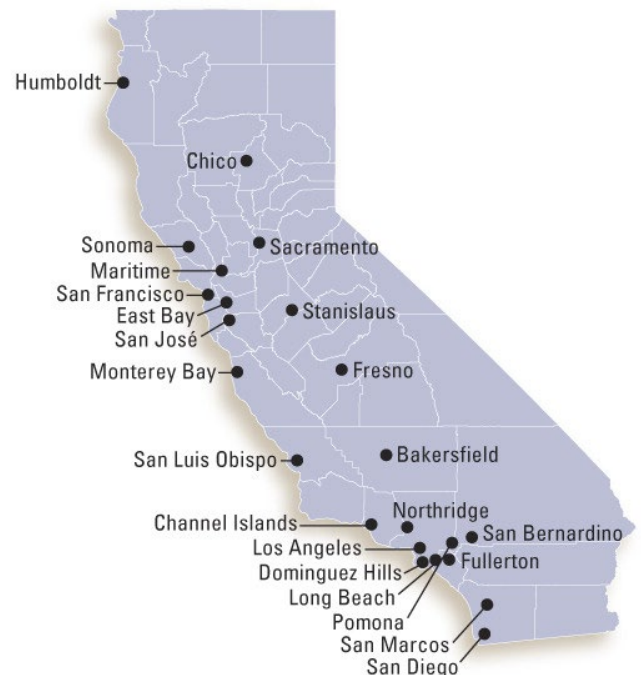 Humboldt
Chico
Sonoma
Sacramento
Maritime
San Francisco
East Bay
Stanislaus
San José
Monterey Bay
Fresno
San Luis Obispo
Bakersfield
Channel Islands
Northridge
San Bernardino
Los Angeles
Fullerton
Dominguez Hills
Long Beach
Pomona
San Marcos
San Diego